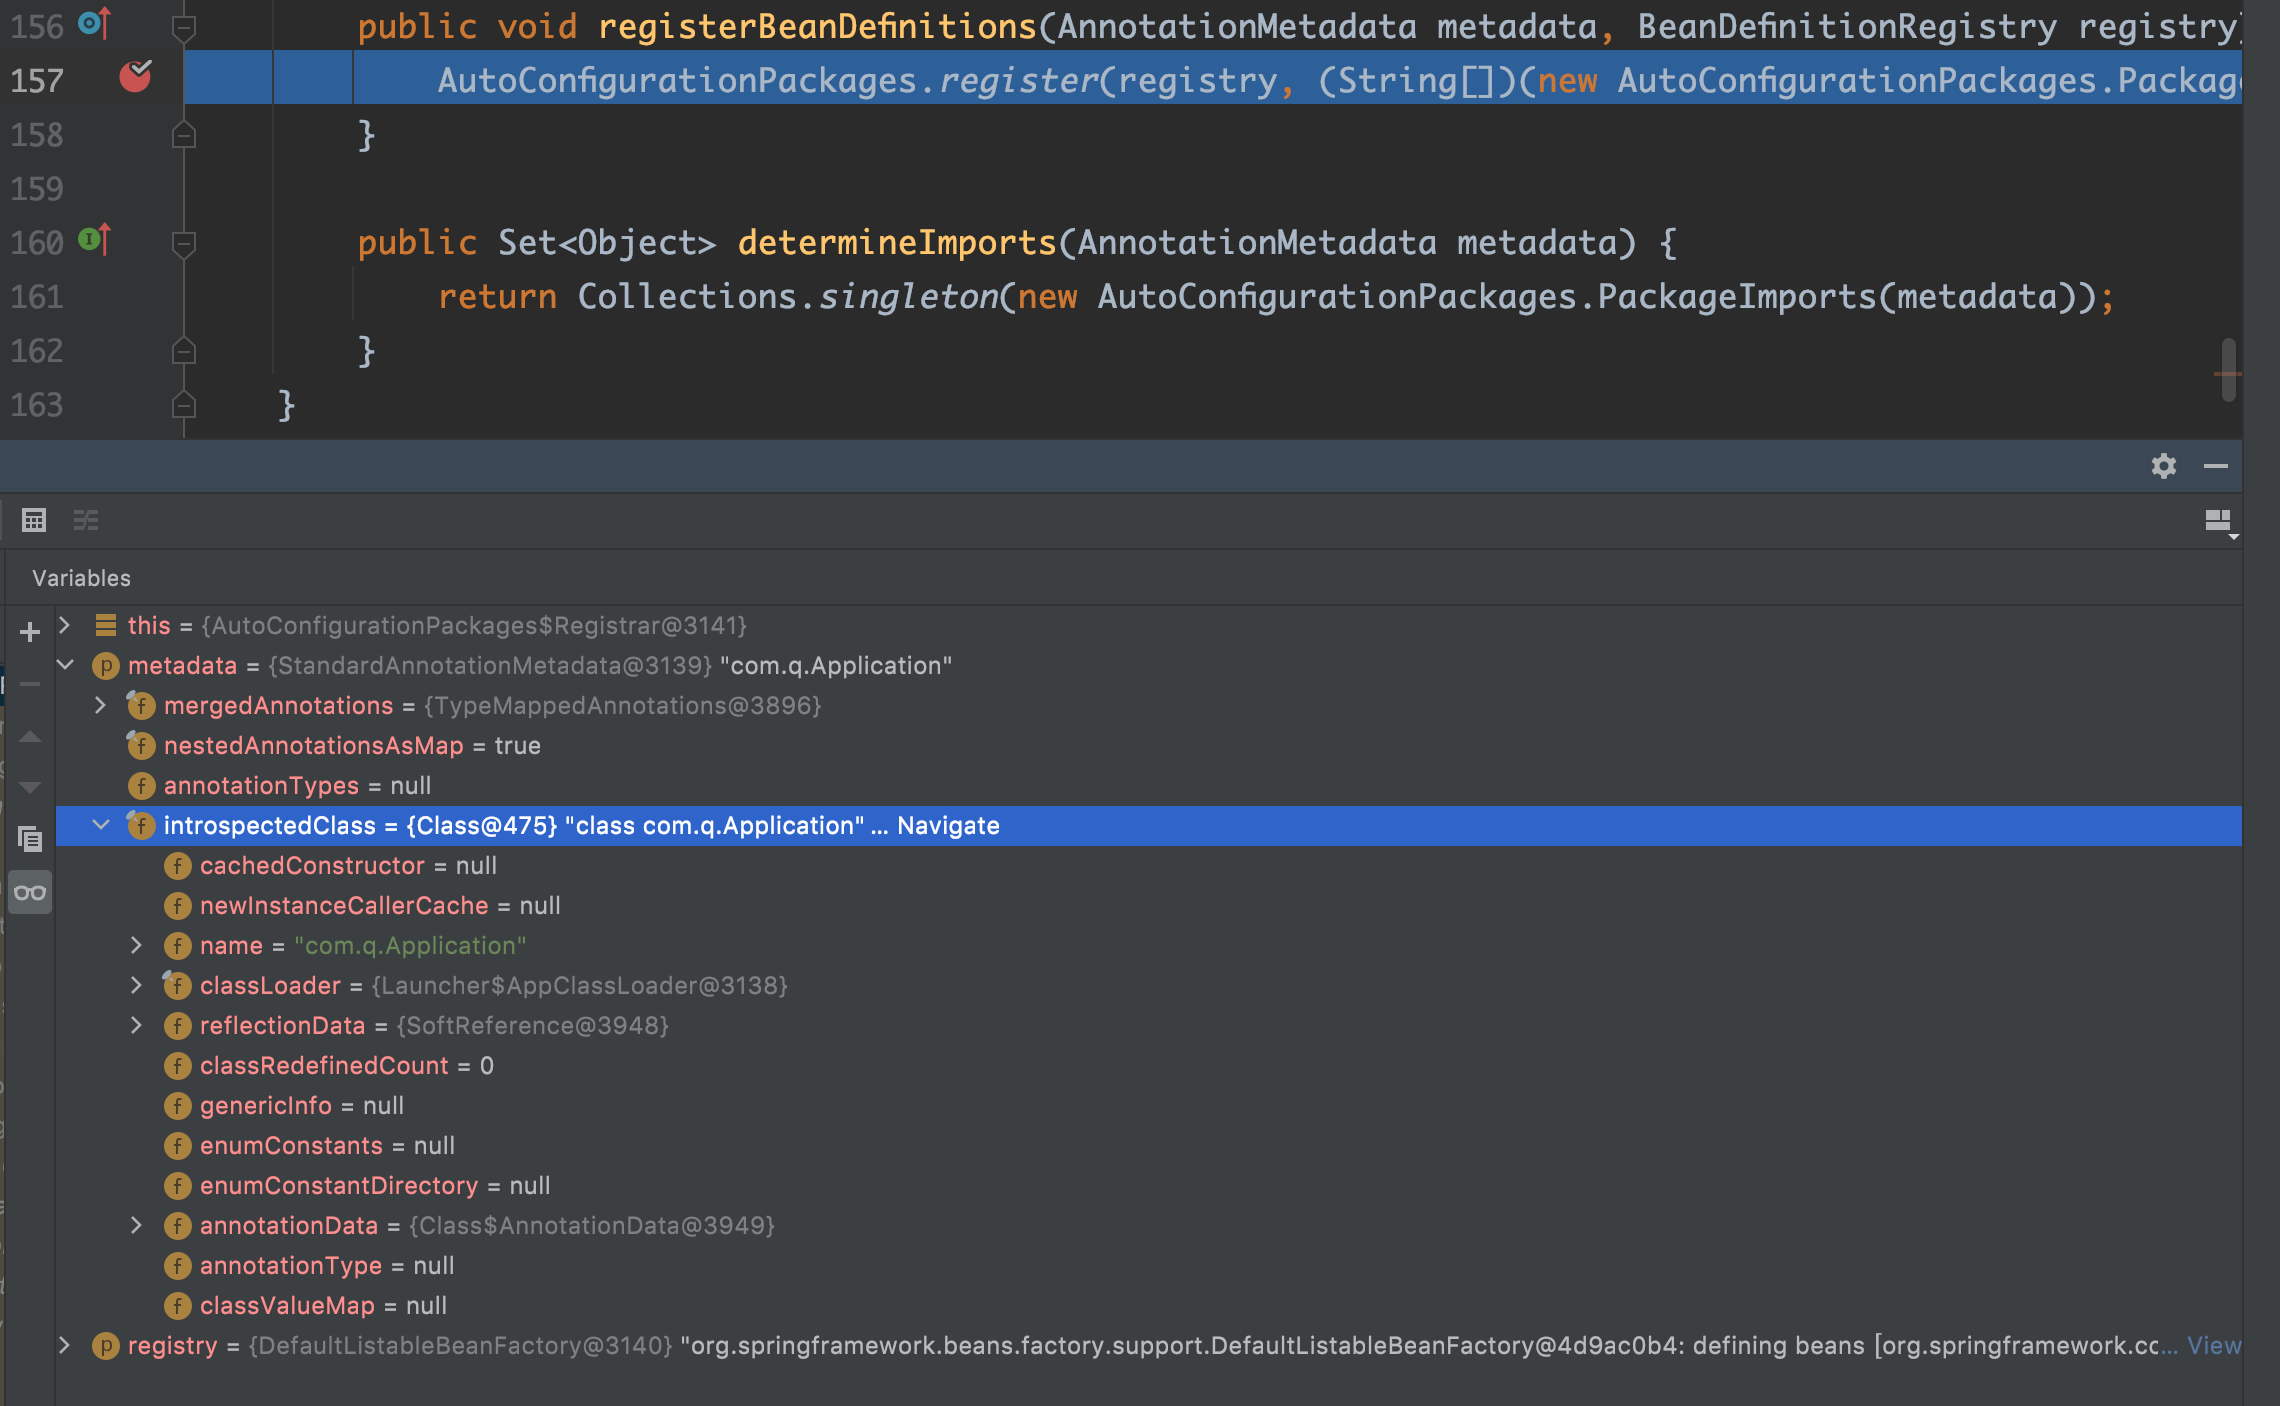 156 public void registerBeanDefinitions(AnnotationMetadata metadata, BeanDefinitionRegistry registry)
157 AutoConfigurationPackages.register(registry, (String[])(new AutoConfigurationPackages.Package
158 }
159
160 public Set<Object> determineImports(AnnotationMetadata metadata) {
161 return Collections.singleton(new AutoConfigurationPackages.PackageImports(metadata));
162 }
163 }
Variables
this = {AutoConfigurationPackages$Registrar@3141}
p metadata = {StandardAnnotationMetadata@3139} "com.q.Application"
f mergedAnnotations = {TypeMappedAnnotations@3896}
f nestedAnnotationsAsMap = true
f annotationTypes = null
f introspectedClass = {Class@475} "class com.q.Application" ... Navigate
f cachedConstructor = null
f newInstanceCallerCache = null
f name = "com.q.Application"
f classLoader = {Launcher$AppClassLoader@3138}
f reflectionData = {SoftReference@3948}
f classRedefinedCount = 0
f genericInfo = null
f enumConstants = null
f enumConstantDirectory = null
f annotationData = {Class$AnnotationData@3949}
f annotationType = null
f classValueMap = null
p registry = {DefaultListableBeanFactory@3140} "org.springframework.beans.factory.support.DefaultListableBeanFactory@4d9ac0b4: defining beans [org.springframework.cc... View